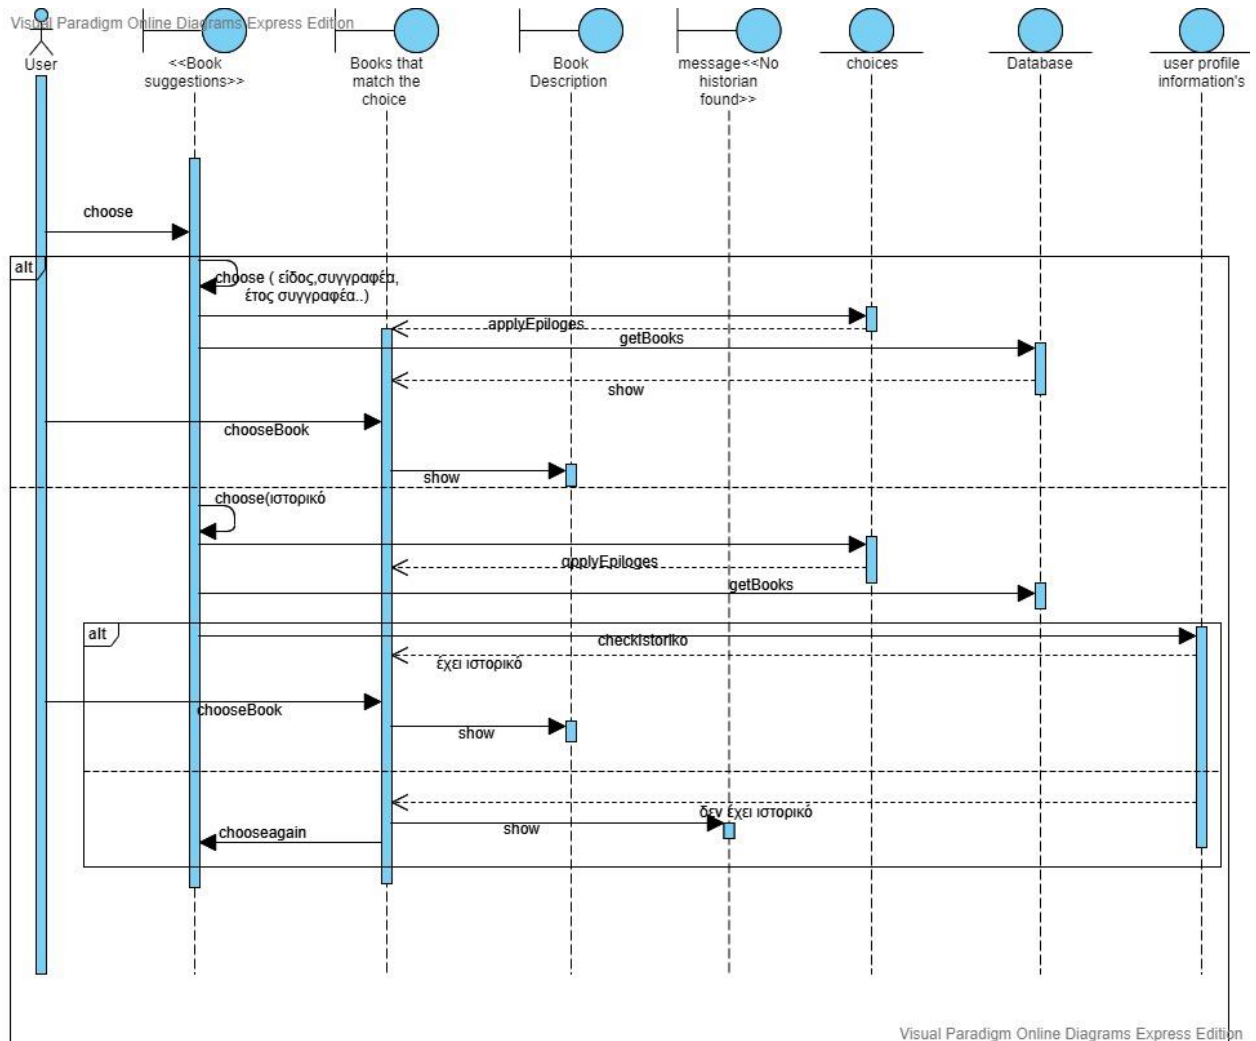 Visual Paradigm Online Diagrams Express Edition
User
<<Book
suggestions>>
Books that
match the
choice
Book
Description
message<<No
historian
found>>
choices
Database
user profile
information's
choose
alt
choose ( είδος,συγγραφέα,
έτος συγγραφέα..)
applyEpiloges
getBooks
show
chooseBook
show
choose(ιστορικό
applyEpiloges
getBooks
alt
checkIstoriko
έχει ιστορικό
chooseBook
show
δεν έχει ιστορικό
show
chooseagain
Visual Paradigm Online Diagrams Express Edition